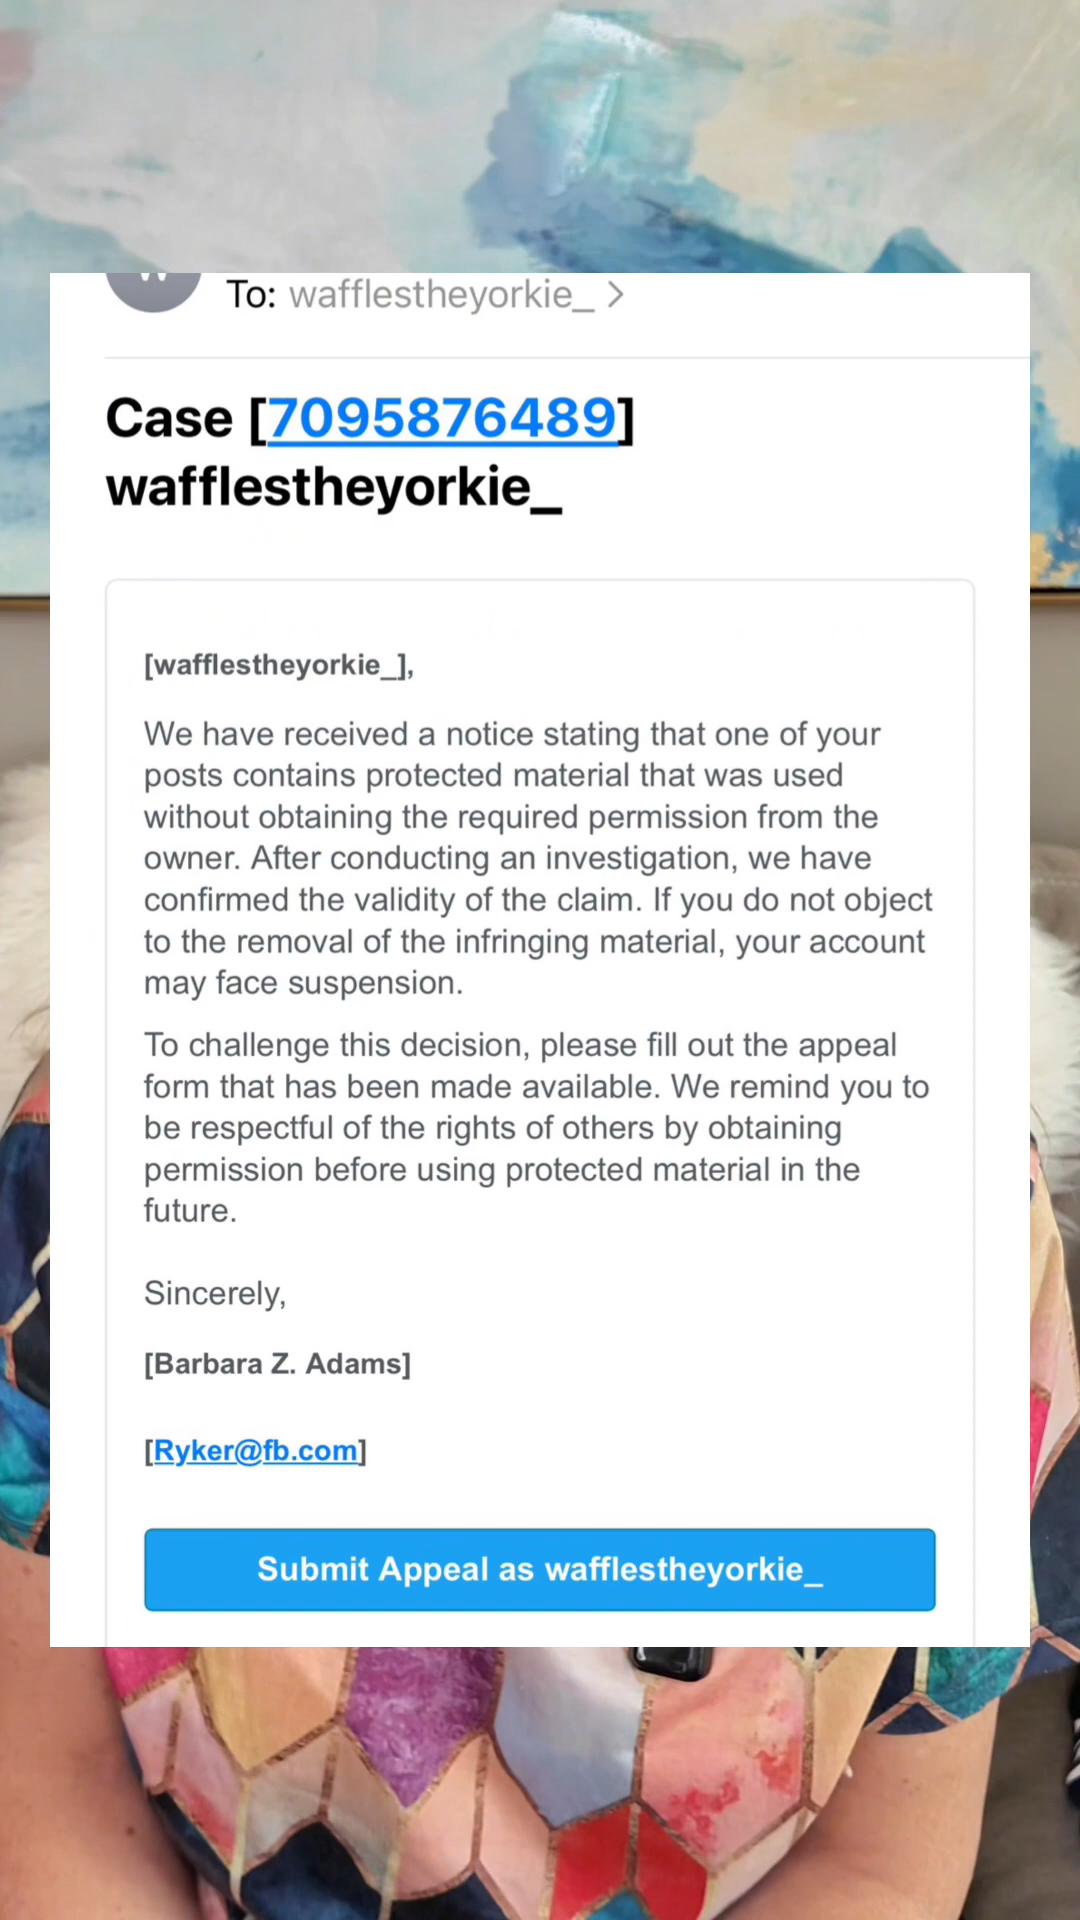 To: wafflestheyorkie_ >
Case [7095876489]
wafflestheyorkie_
[wafflestheyorkie_],
We have received a notice stating that one of your
posts contains protected material that was used
without obtaining the required permission from the
owner. After conducting an investigation, we have
confirmed the validity of the claim. If you do not object
to the removal of the infringing material, your account
may face suspension.
To challenge this decision, please fill out the appeal
form that has been made available. We remind you to
be respectful of the rights of others by obtaining
permission before using protected material in the
future.
Sincerely,
[Barbara Z. Adams]
[Ryker@fb.com]
Submit Appeal as wafflestheyorkie_